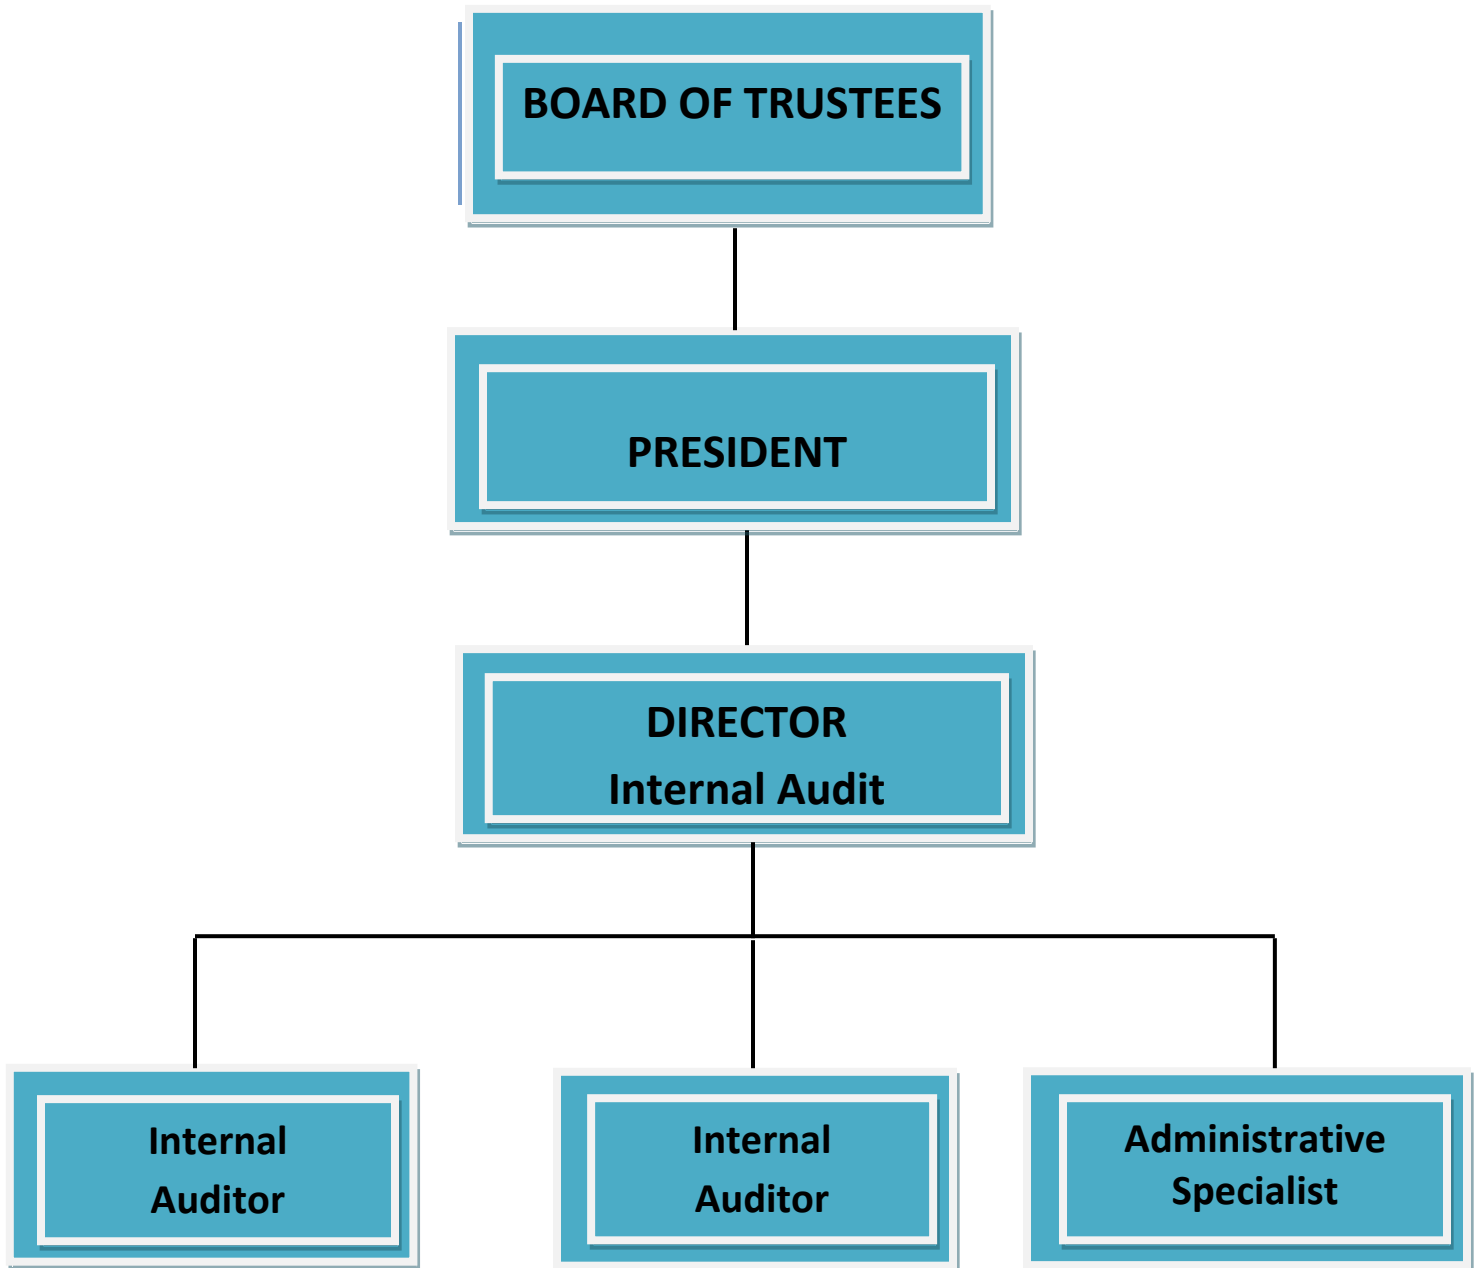 BOARD OF TRUSTEES
PRESIDENT
DIRECTOR
Internal Audit
Internal
Auditor
Internal
Auditor
Administrative
Specialist